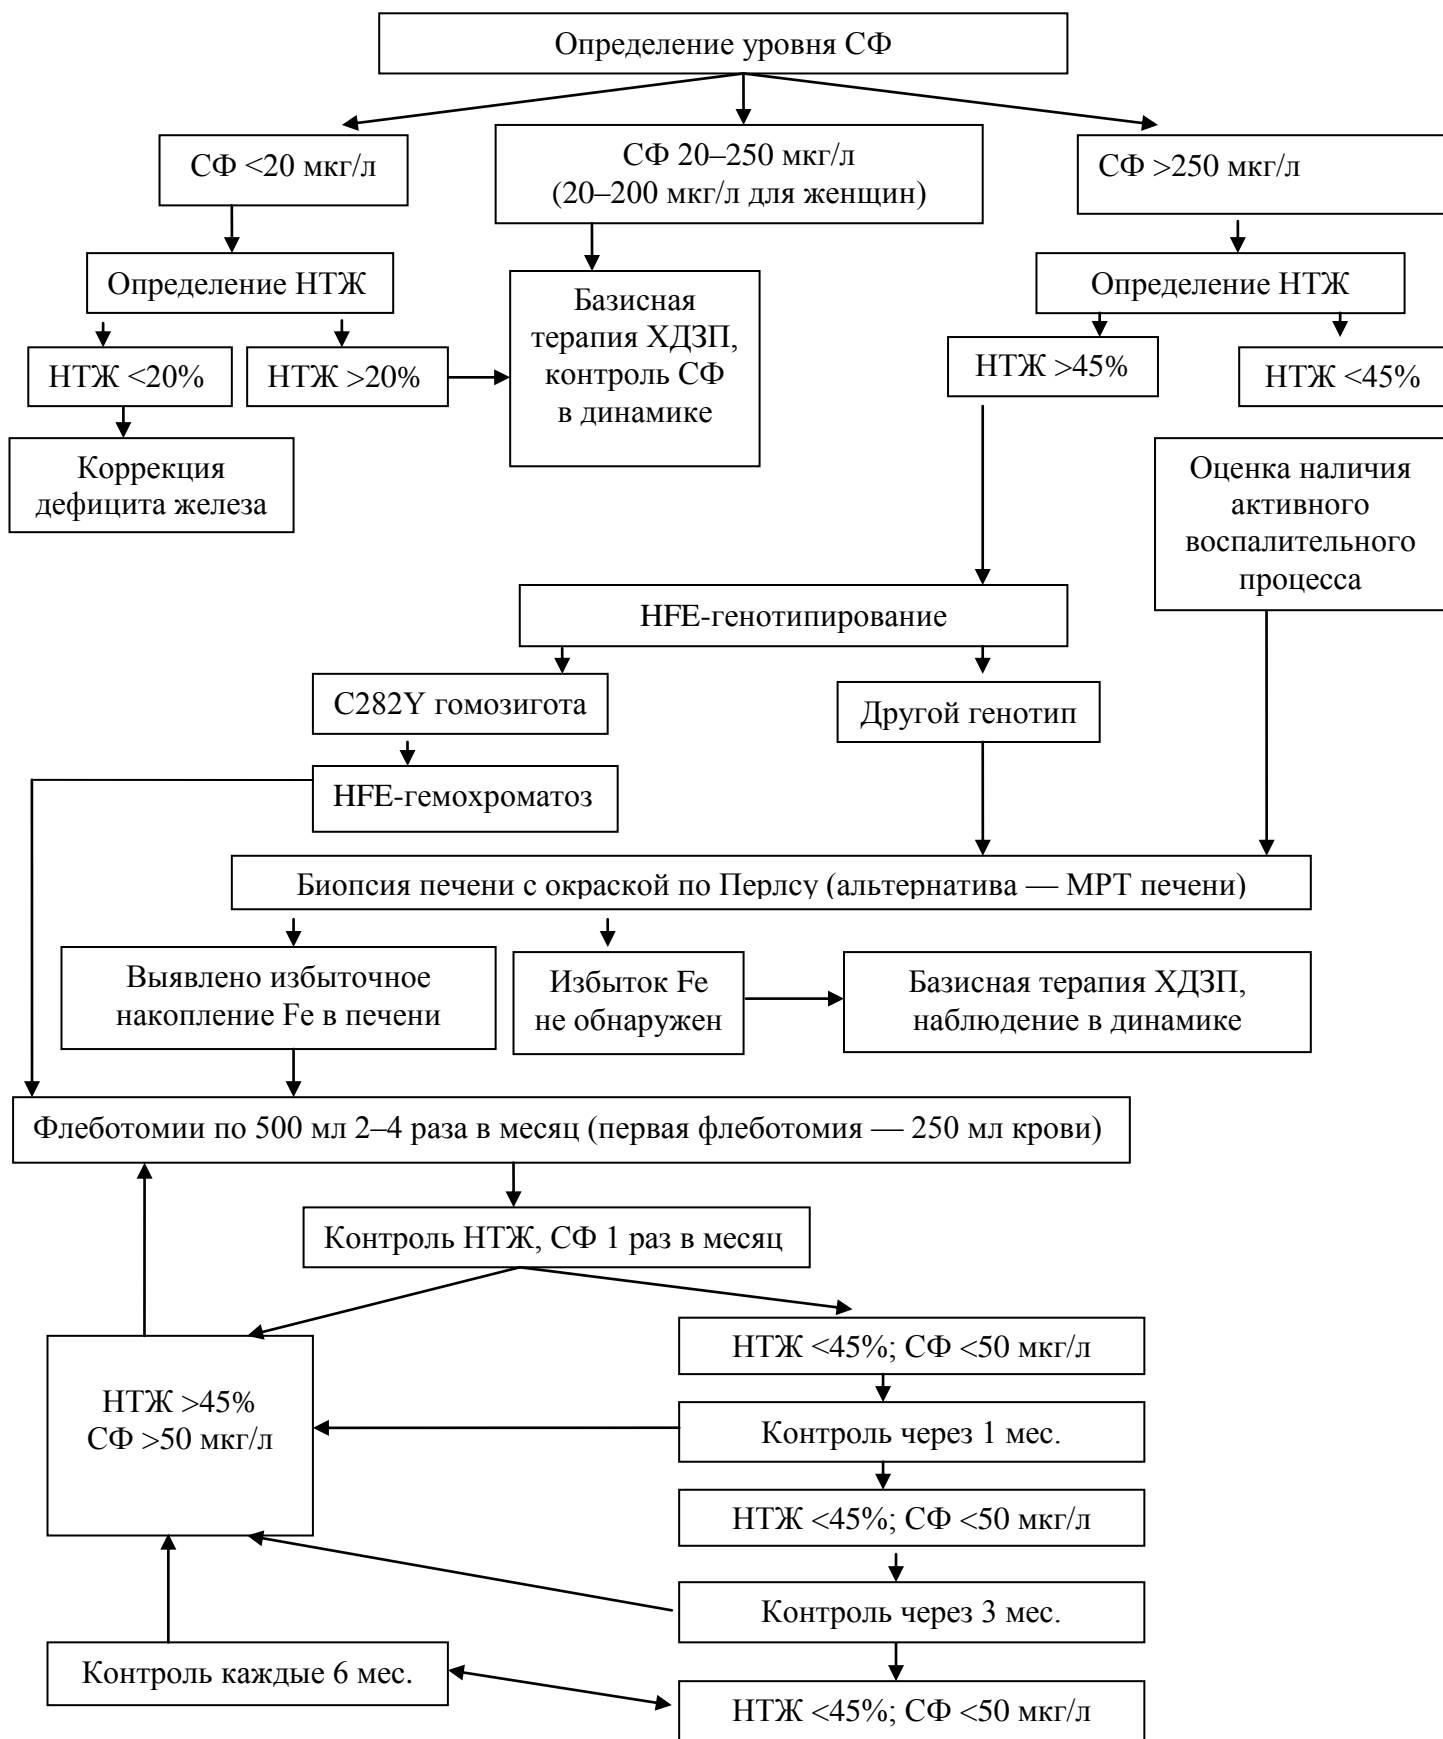 Определение уровня СФ
СФ <20 мкг/л
СФ 20–250 мкг/л
(20–200 мкг/л для женщин)
СФ >250 мкг/л
Определение НТЖ
Базисная
терапия ХДЗП,
контроль СФ
в динамике
Определение НТЖ
НТЖ <20%
НТЖ >20%
НТЖ >45%
НТЖ <45%
Коррекция
дефицита железа
Оценка наличия
активного
воспалительного
процесса
HFE-генотипирование
C282Y гомозигота
Другой генотип
HFE-гемохроматоз
Биопсия печени с окраской по Перлсу (альтернатива — МРТ печени)
Выявлено избыточное
накопление Fe в печени
Избыток Fe
не обнаружен
Базисная терапия ХДЗП,
наблюдение в динамике
Флеботомии по 500 мл 2–4 раза в месяц (первая флеботомия — 250 мл крови)
Контроль НТЖ, СФ 1 раз в месяц
НТЖ <45%; СФ <50 мкг/л
НТЖ >45%
СФ >50 мкг/л
Контроль через 1 мес.
НТЖ <45%; СФ <50 мкг/л
Контроль через 3 мес.
Контроль каждые 6 мес.
НТЖ <45%; СФ <50 мкг/л